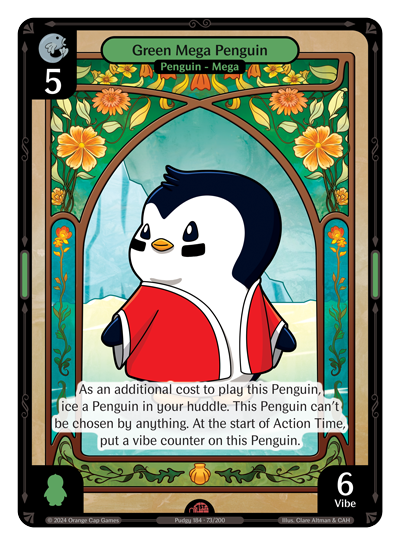 5
Green Mega Penguin
Penguin - Mega
As an additional cost to play this Penguin,
ice a Penguin in your huddle. This Penguin can't
be chosen by anything. At the start of Action Time,
put a vibe counter on this Penguin.
6
Vibe
© 2024 Orange Cap Games
Pudgy 184 · 73/200
Illus. Clare Altman & CAH